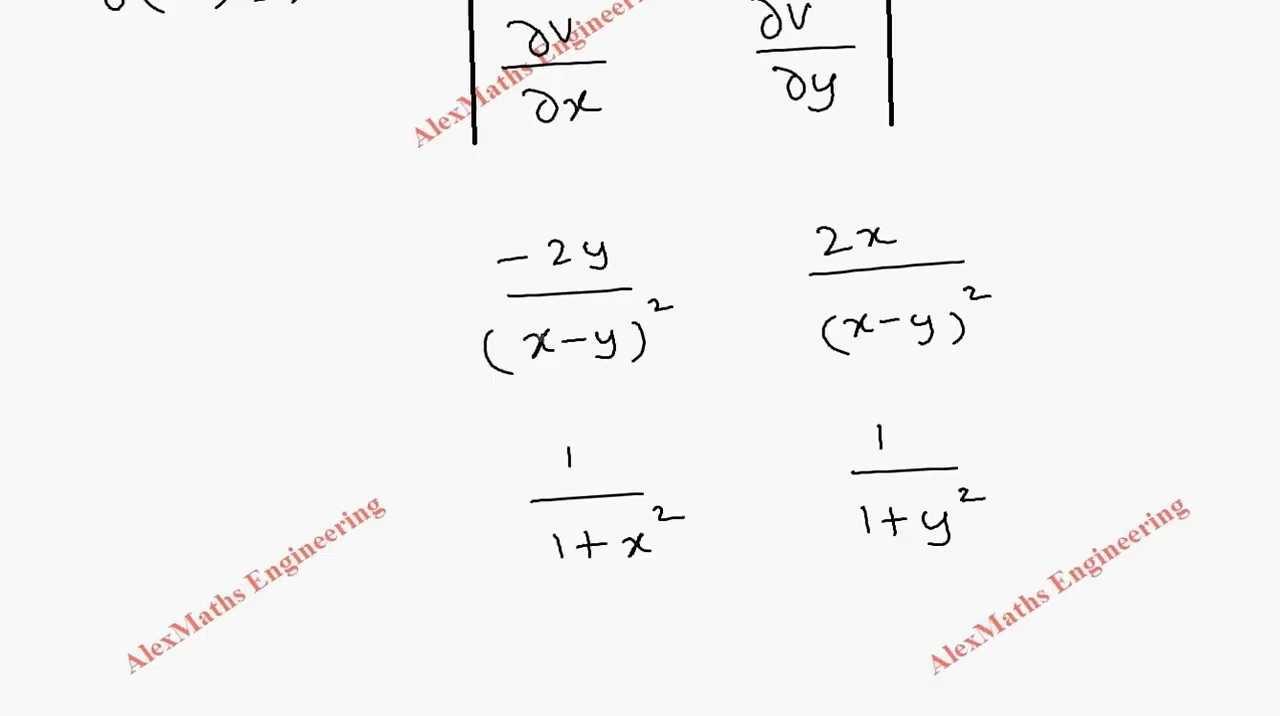 ∂V/∂x ∂V/∂y
-2y/(x-y)² 2x/(x-y)²
1/(1+x²) 1/(1+y²)
AlexMaths Engineering
AlexMaths Engineering
AlexMaths Engineering